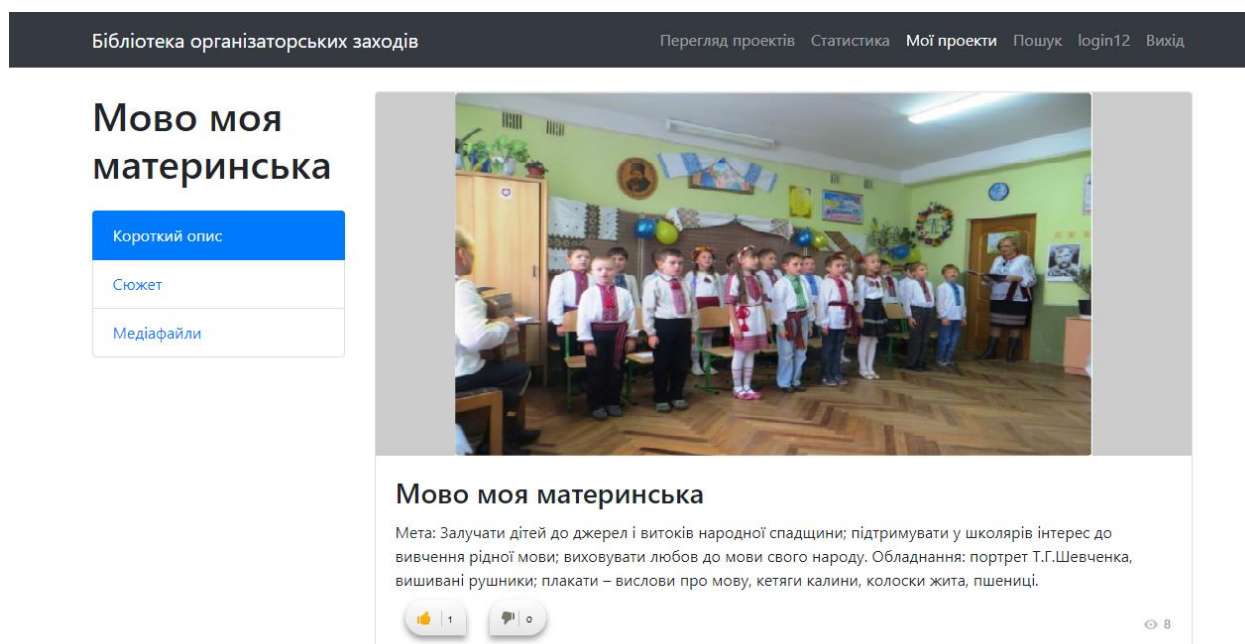 Бібліотека організаторських заходів
Перегляд проектів Статистика Мої проекти Пошук login12 Вихід
Мово моя
материнська
Короткий опис
Сюжет
Медіафайли
Мово моя материнська
Мета: Залучати дітей до джерел і витоків народної спадщини; підтримувати у школярів інтерес до
вивчення рідної мови; виховувати любов до мови свого народу. Обладнання: портрет Т.Г.Шевченка,
вишивані рушники; плакати – вислови про мову, кетяги калини, колоски жита, пшениці.
1
0
8